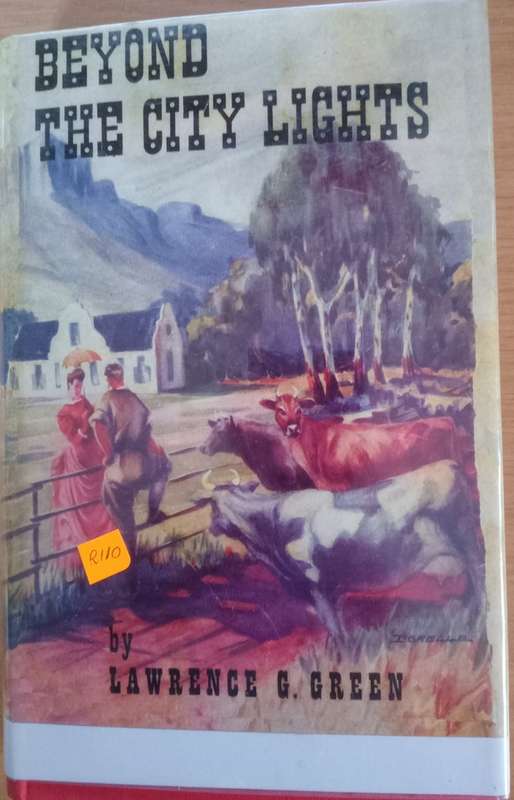 BEYOND
THE CITY LIGHTS
R110
by
LAWRENCE G. GREEN